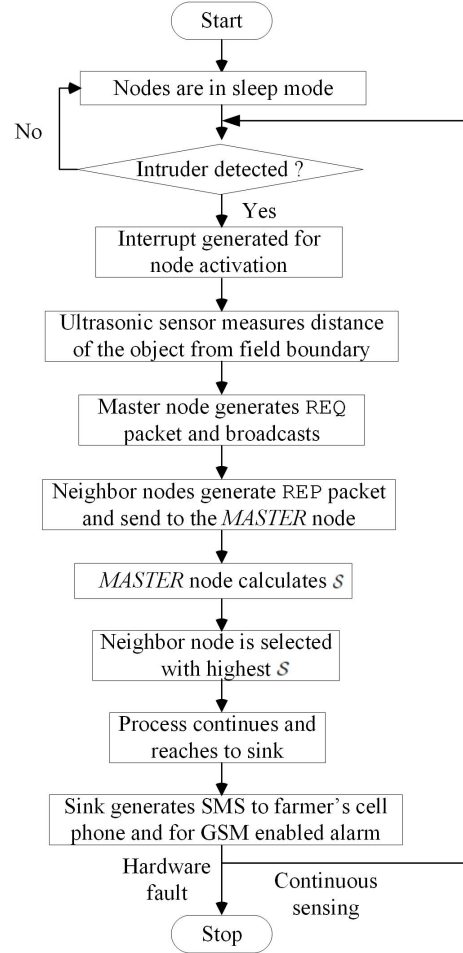 Start
Nodes are in sleep mode
No
Intruder detected ?
Yes
Interrupt generated for
node activation
Ultrasonic sensor measures distance
of the object from field boundary
Master node generates REQ
packet and broadcasts
Neighbor nodes generate REP packet
and send to the MASTER node
MASTER node calculates 𝒮
Neighbor node is selected
with highest 𝒮
Process continues and
reaches to sink
Sink generates SMS to farmer's cell
phone and for GSM enabled alarm
Hardware
fault
Continuous
sensing
Stop